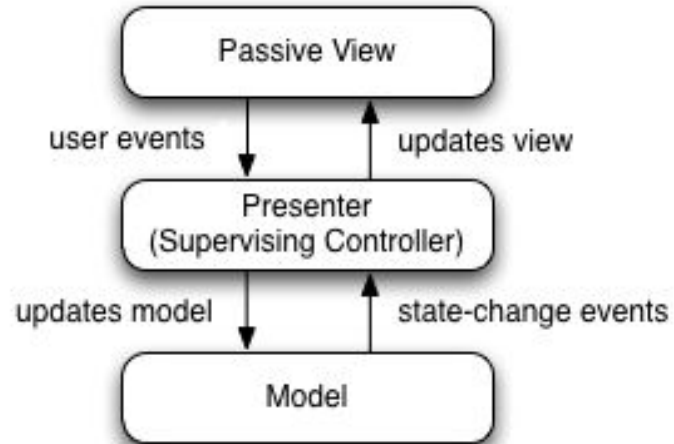 Passive View
user events
updates view
Presenter
(Supervising Controller)
updates model
state-change events
Model